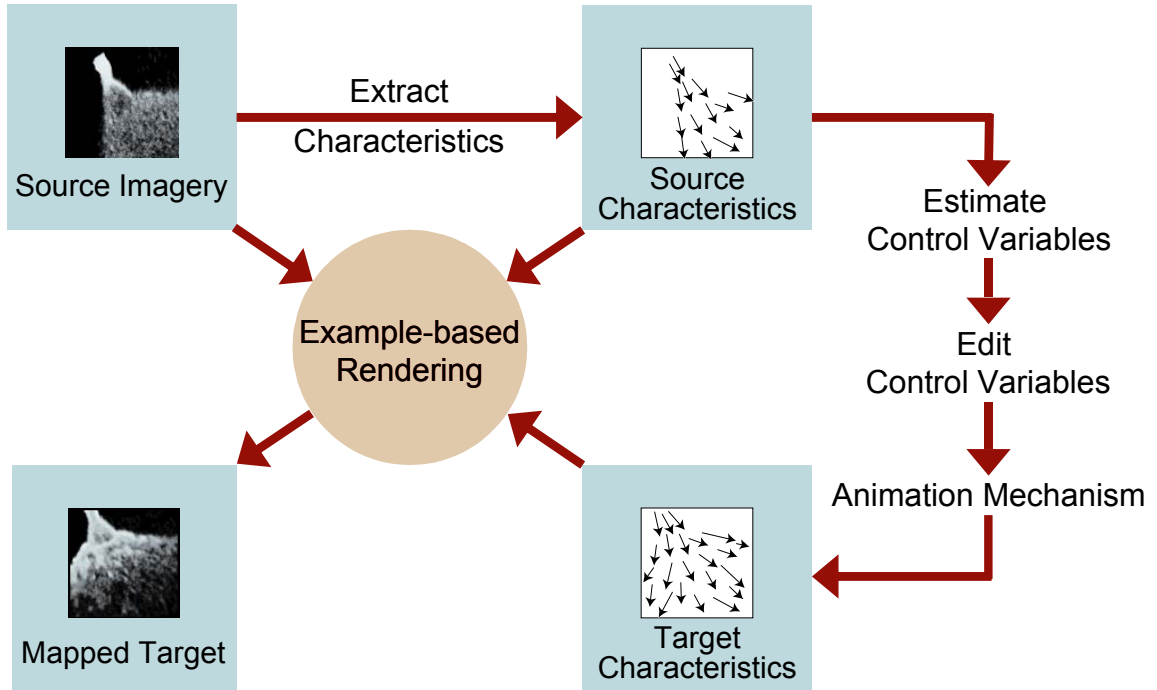 Extract
Characteristics
Source Imagery
Source
Characteristics
Estimate
Control Variables
Example-based
Rendering
Edit
Control Variables
Animation Mechanism
Mapped Target
Target
Characteristics